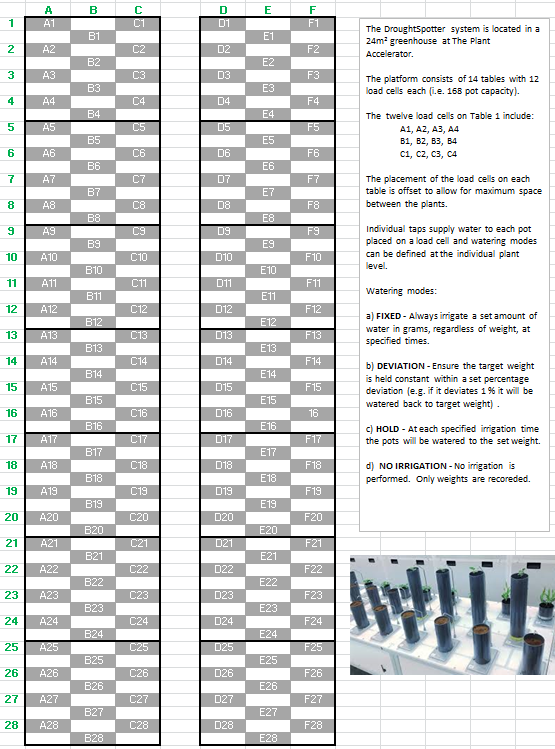 A B C D E F
1 A1 C1 D1 F1
B1 E1
2 A2 C2 D2 F2
B2 E2
3 A3 C3 D3 F3
B3 E3
4 A4 C4 D4 F4
B4 E4
5 A5 C5 D5 F5
B5 E5
6 A6 C6 D6 F6
B6 E6
7 A7 C7 D7 F7
B7 E7
8 A8 C8 D8 F8
B8 E8
9 A9 C9 D9 F9
B9 E9
10 A10 C10 D10 F10
B10 E10
11 A11 C11 D11 F11
B11 E11
12 A12 C12 D12 F12
B12 E12
13 A13 C13 D13 F13
B13 E13
14 A14 C14 D14 F14
B14 E14
15 A15 C15 D15 F15
B15 E15
16 A16 C16 D16 16
B16 E16
17 A17 C17 D17 F17
B17 E17
18 A18 C18 D18 F18
B18 E18
19 A19 C19 D19 F19
B19 E19
20 A20 C20 D20 F20
B20 E20
21 A21 C21 D21 F21
B21 E21
22 A22 C22 D22 F22
B22 E22
23 A23 C23 D23 F23
B23 E23
24 A24 C24 D24 F24
B24 E24
25 A25 C25 D25 F25
B25 E25
26 A26 C26 D26 F26
B26 E26
27 A27 C27 D27 F27
B27 E27
28 A28 C28 D28 F28
B28 E28
The DroughtSpotter system is located in a
24m² greenhouse at The Plant
Accelerator.
The platform consists of 14 tables with 12
load cells each (i.e. 168 pot capacity).
The twelve load cells on Table 1 include:
A1, A2, A3, A4
B1, B2, B3, B4
C1, C2, C3, C4
The placement of the load cells on each
table is offset to allow for maximum space
between the plants.
Individual taps supply water to each pot
placed on a load cell and watering modes
can be defined at the individual plant
level.
Watering modes:
a) FIXED - Always irrigate a set amount of
water in grams, regardless of weight, at
specified times.
b) DEVIATION - Ensure the target weight
is held constant within a set percentage
deviation (e.g. if it deviates 1 % it will be
watered back to target weight) .
c) HOLD - At each specified irrigation time
the pots will be watered to the set weight.
d) NO IRRIGATION - No irrigation is
performed. Only weights are recoreded.